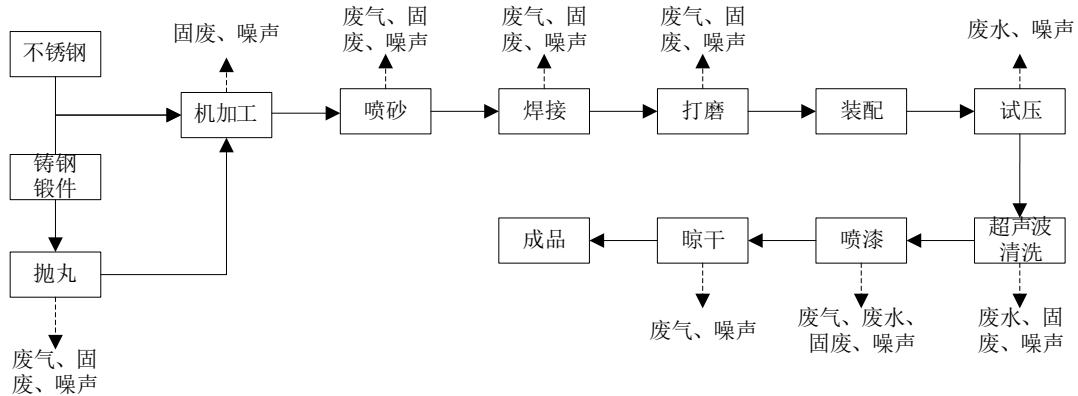 不锈钢
固废、噪声
废气、固
废、噪声
废气、固
废、噪声
废气、固
废、噪声
废水、噪声
机加工
喷砂
焊接
打磨
装配
试压
铸钢
锻件
抛丸
成品
晾干
喷漆
超声波
清洗
废气、固
废、噪声
废气、噪声
废气、废水、
固废、噪声
废水、固
废、噪声